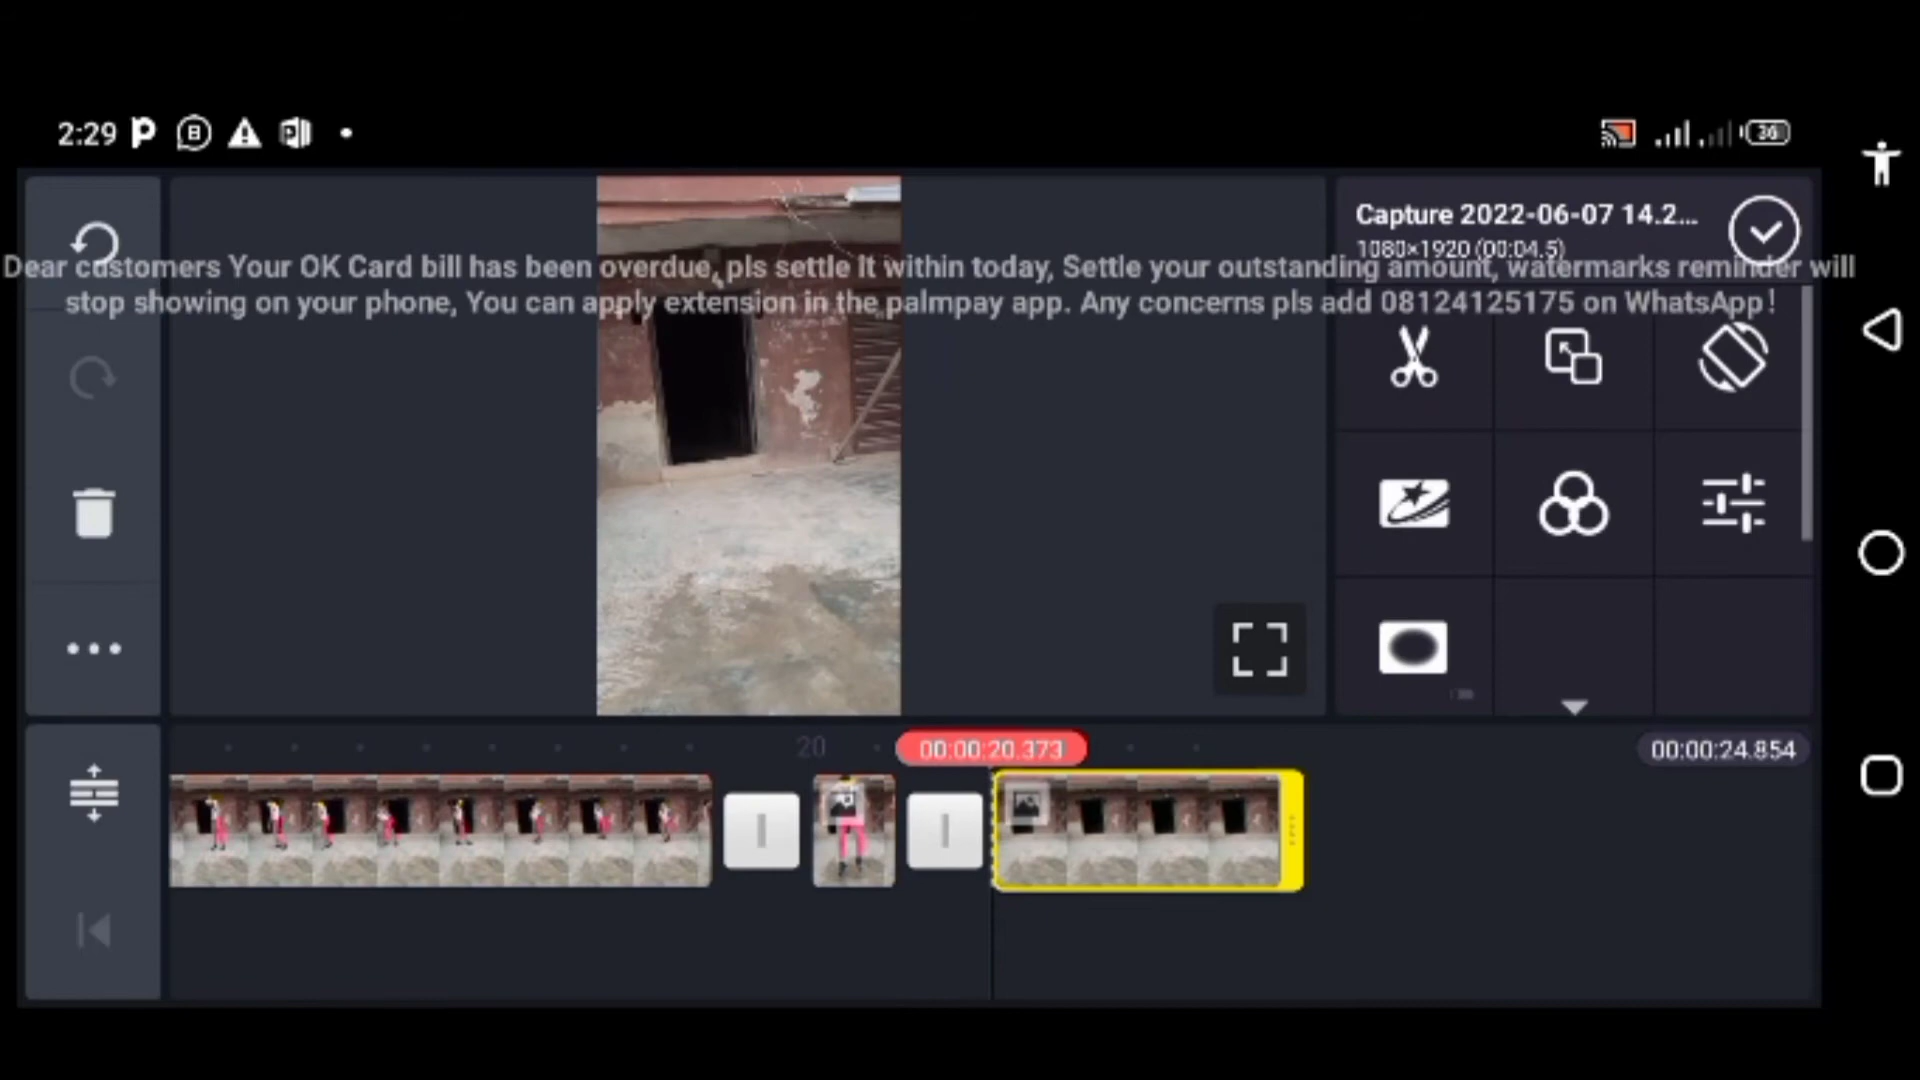 2:29
36
Capture 2022-06-07 14.2...
1080×1920 (00:04.5)
Dear customers Your OK Card bill has been overdue, pls settle it within today, Settle your outstanding amount, watermarks reminder will
stop showing on your phone, You can apply extension in the palmpay app. Any concerns pls add 08124125175 on WhatsApp!
20
00:00:20.373
00:00:24.854